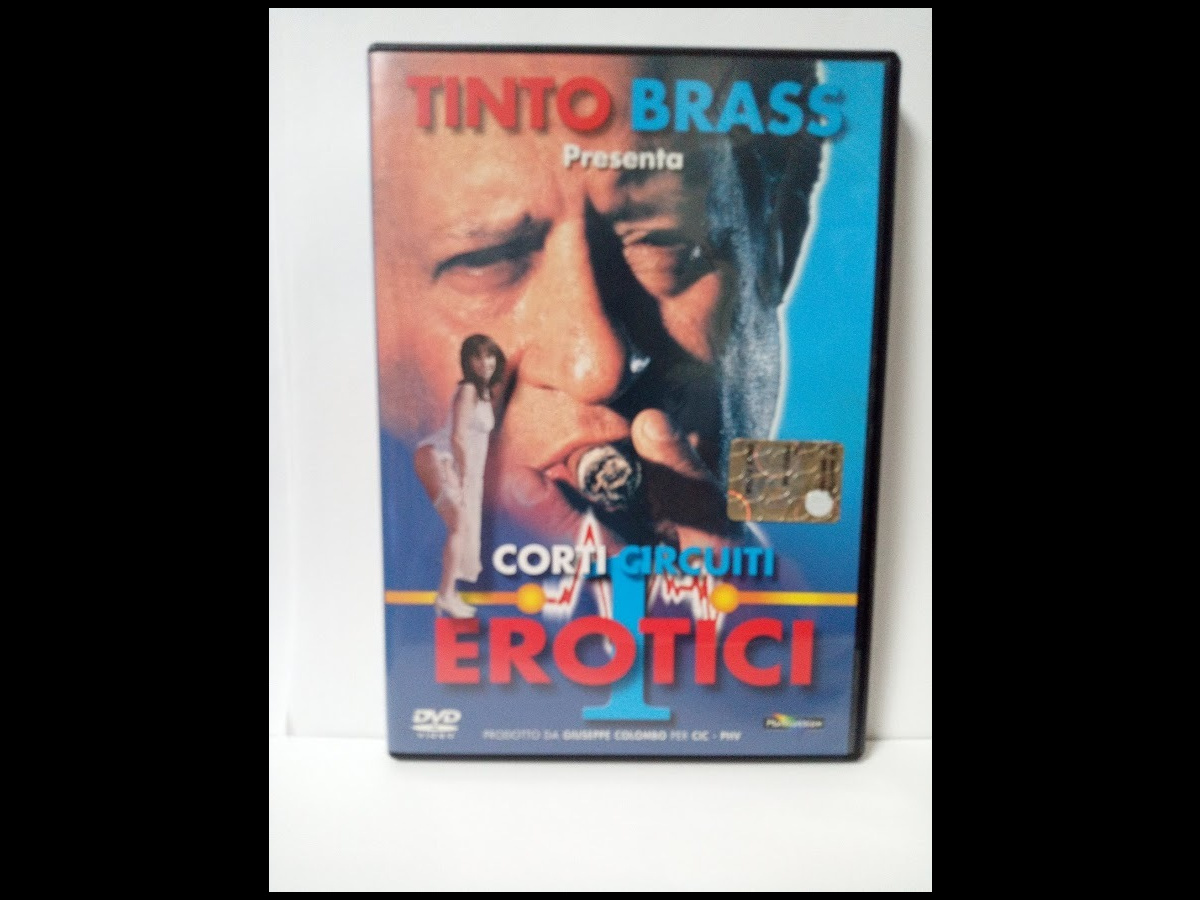 TINTO BRASS
Presenta
CORTI CIRCUITI
1
EROTICI
DVD
VIDEO
PRODOTTO DA GIUSEPPE COLOMBO PER CIC - PHV